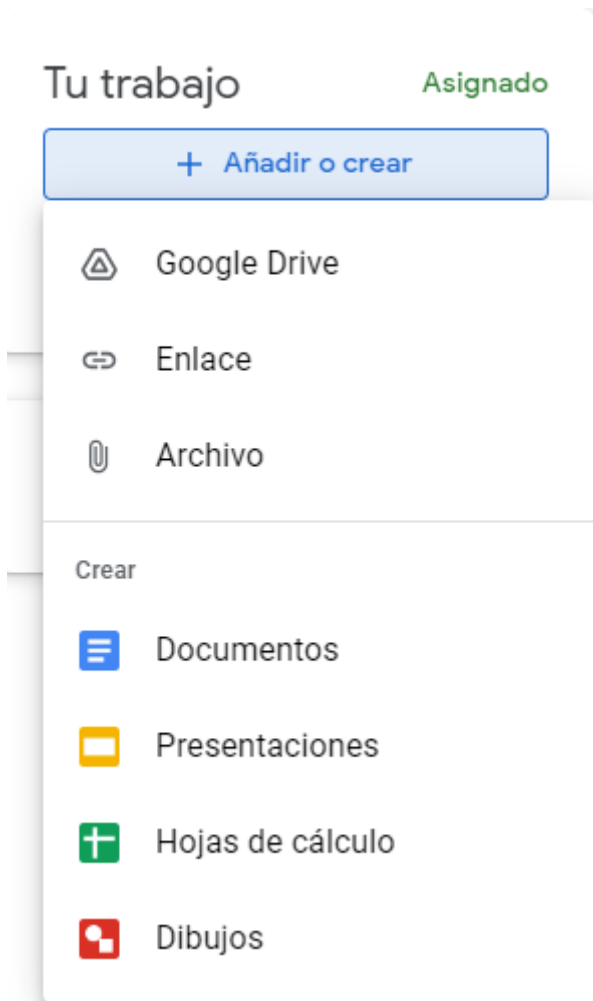 Tu trabajo Asignado
+ Añadir o crear
Google Drive
Enlace
Archivo
Crear
Documentos
Presentaciones
Hojas de cálculo
Dibujos